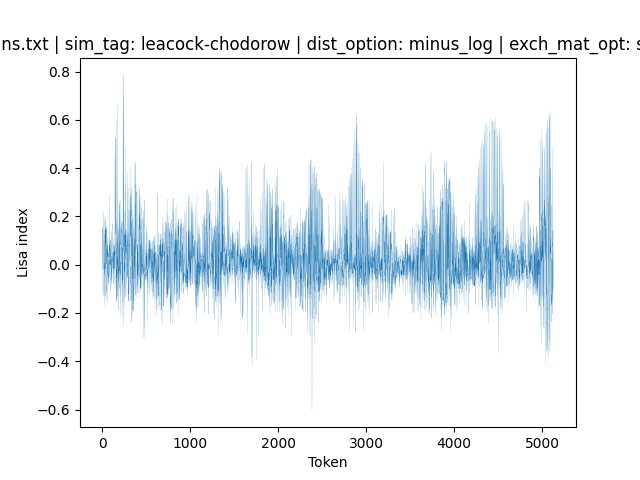 ns.txt | sim_tag: leacock-chodorow | dist_option: minus_log | exch_mat_opt: s
0.8
0.6
0.4
0.2
0.0
−0.2
−0.4
−0.6
Lisa index
0 1000 2000 3000 4000 5000
Token